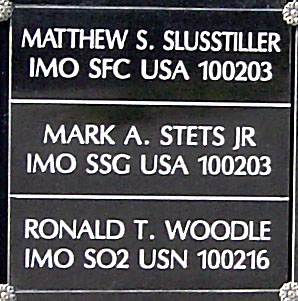 MATTHEW S. SLUSSTILLER
IMO SFC USA 100203
MARK A. STETS JR
IMO SSG USA 100203
RONALD T. WOODLE
IMO SO2 USN 100216